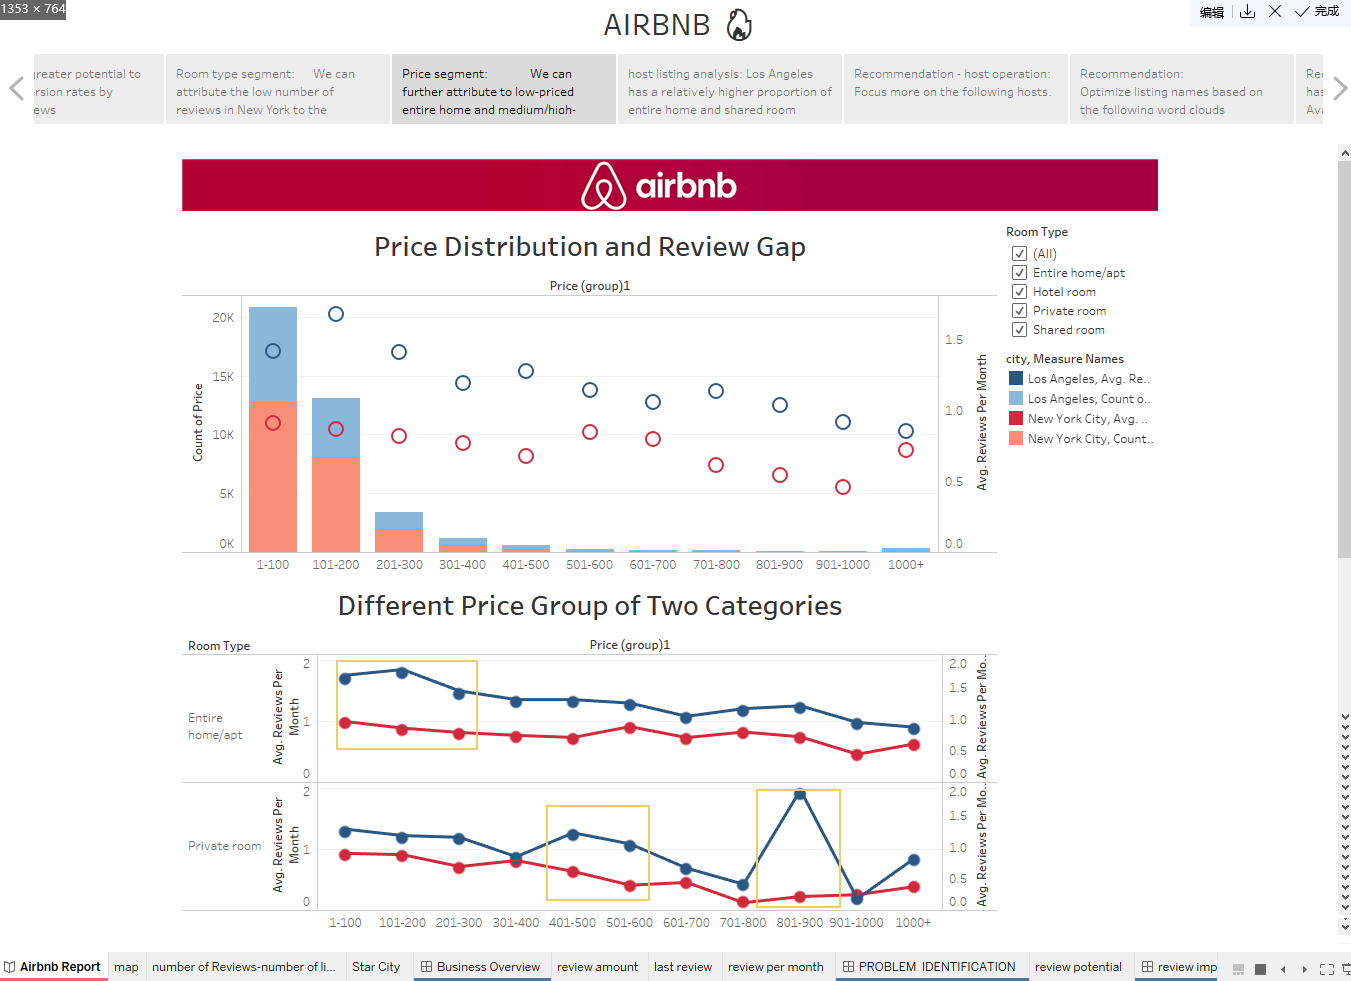 1353 × 764
AIRBNB
编辑
完成
greater potential to
rsion rates by
ews
Room type segment: We can
attribute the low number of
reviews in New York to the
Price segment: We can
further attribute to low-priced
entire home and medium/high-
host listing analysis: Los Angeles
has a relatively higher proportion of
entire home and shared room
Recommendation - host operation:
Focus more on the following hosts.
Recommendation:
Optimize listing names based on
the following word clouds
Rec
has
Ava
airbnb
Price Distribution and Review Gap
Price (group)1
Count of Price
20K
15K
10K
5K
0K
1.5
1.0
0.5
0.0
Avg. Reviews Per Month
1-100 101-200 201-300 301-400 401-500 501-600 601-700 701-800 801-900 901-1000 1000+
Room Type
(All)
Entire home/apt
Hotel room
Private room
Shared room
city, Measure Names
Los Angeles, Avg. Re..
Los Angeles, Count o..
New York City, Avg. ..
New York City, Count..
Different Price Group of Two Categories
Room Type
Price (group)1
Entire
home/apt
Avg. Reviews Per
Month
2
1
0
2.0
1.5
1.0
0.5
0.0
Avg. Reviews Per Mo..
Private room
Avg. Reviews Per
Month
2
1
0
2.0
1.5
1.0
0.5
0.0
Avg. Reviews Per Mo..
1-100 101-200 201-300 301-400 401-500 501-600 601-700 701-800 801-900 901-1000 1000+
Airbnb Report map number of Reviews-number of li... Star City Business Overview review amount last review review per month PROBLEM IDENTIFICATION review potential review imp